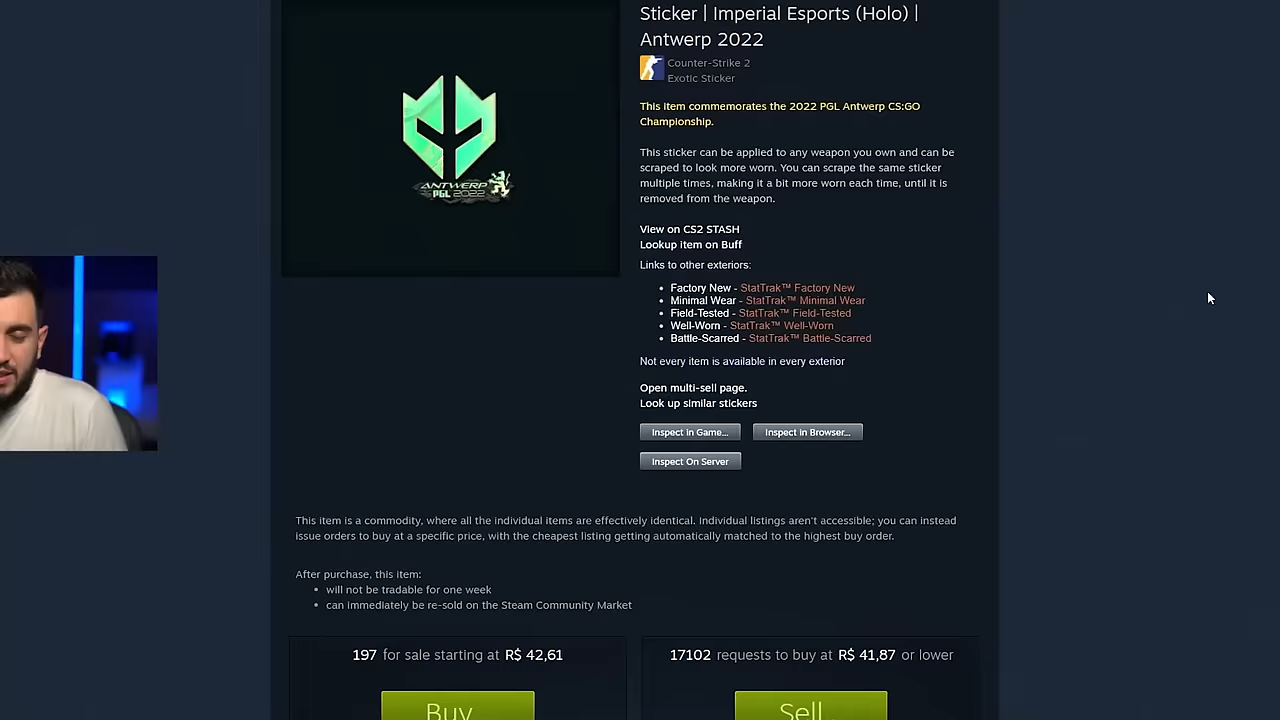 Sticker | Imperial Esports (Holo) |
Antwerp 2022
Counter-Strike 2
Exotic Sticker
This item commemorates the 2022 PGL Antwerp CS:GO
Championship.
This sticker can be applied to any weapon you own and can be
scraped to look more worn. You can scrape the same sticker
multiple times, making it a bit more worn each time, until it is
removed from the weapon.
View on CS2 STASH
Lookup item on Buff
Links to other exteriors:
• Factory New - StatTrak™ Factory New
• Minimal Wear - StatTrak™ Minimal Wear
• Field-Tested - StatTrak™ Field-Tested
• Well-Worn - StatTrak™ Well-Worn
• Battle-Scarred - StatTrak™ Battle-Scarred
Not every item is available in every exterior
Open multi-sell page.
Look up similar stickers
Inspect in Game... Inspect in Browser...
Inspect On Server
ANTWERP
PGL 2022
This item is a commodity, where all the individual items are effectively identical. Individual listings aren't accessible; you can instead
issue orders to buy at a specific price, with the cheapest listing getting automatically matched to the highest buy order.
After purchase, this item:
• will not be tradable for one week
• can immediately be re-sold on the Steam Community Market
197 for sale starting at R$ 42,61
Buy...
17102 requests to buy at R$ 41,87 or lower
Sell...